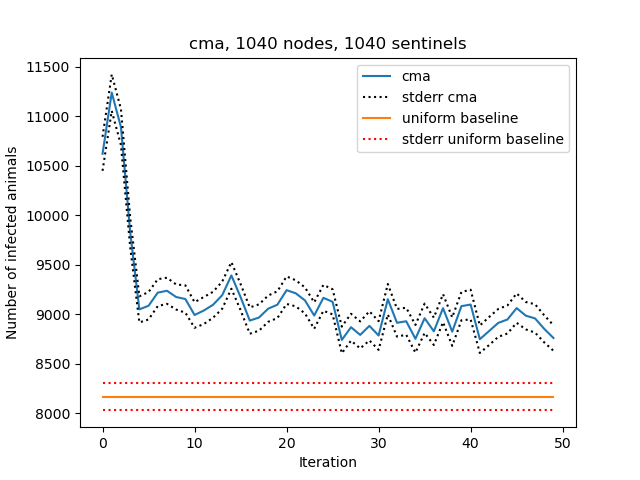 cma, 1040 nodes, 1040 sentinels
11500
11000
10500
10000
9500
9000
8500
8000
Number of infected animals
cma
stderr cma
uniform baseline
stderr uniform baseline
0
10
20
30
40
50
Iteration